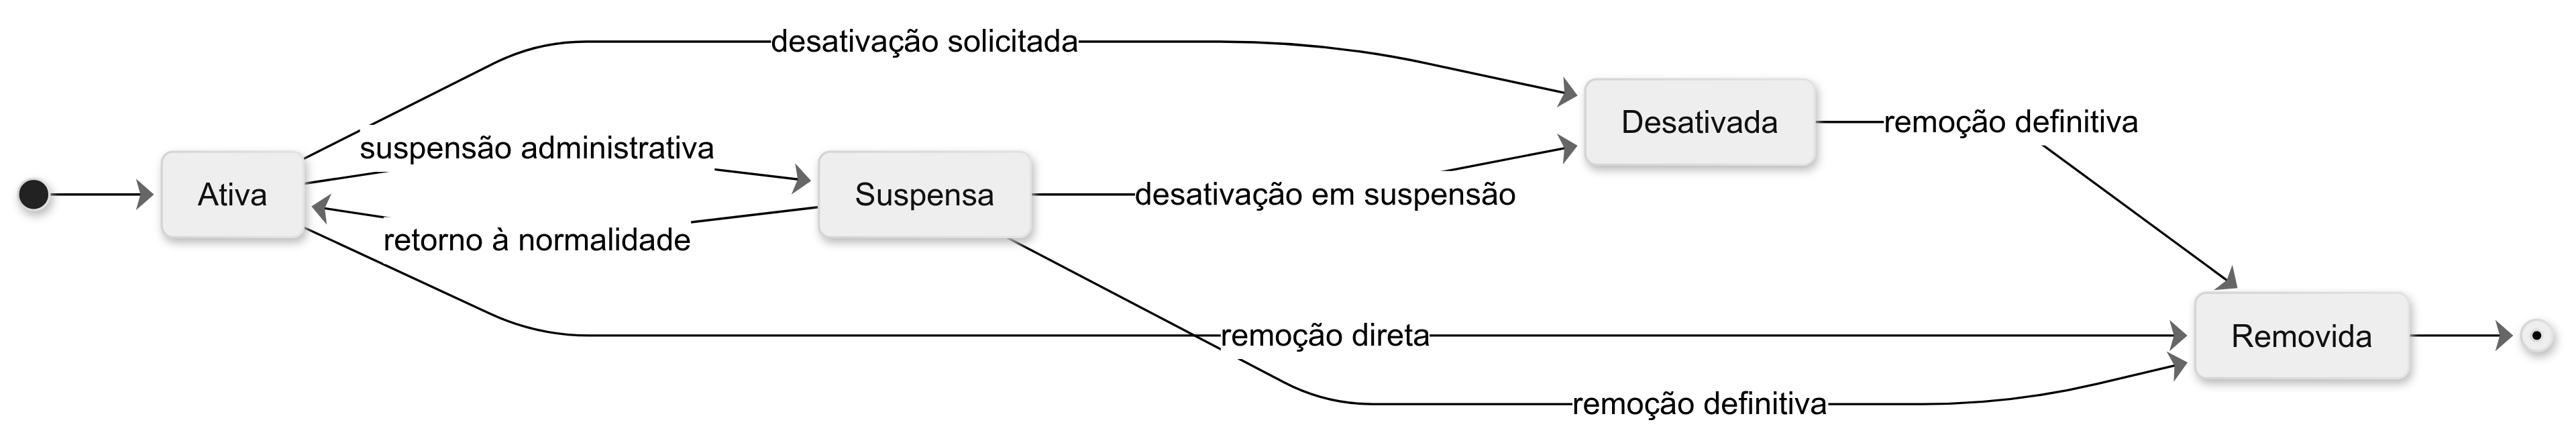 desativação solicitada
Desativada
remoção definitiva
suspensão administrativa
Ativa
Suspensa
desativação em suspensão
retorno à normalidade
remoção direta
Removida
remoção definitiva